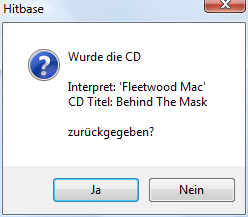 Hitbase
Wurde die CD
Interpret: 'Fleetwood Mac'
CD Titel: Behind The Mask
zurückgegeben?
Ja
Nein